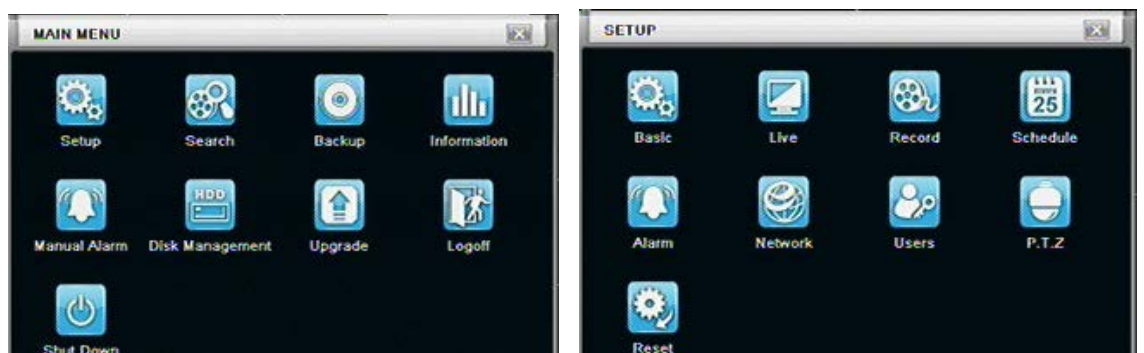 MAIN MENU
Setup Search Backup Information
HDD
Manual Alarm Disk Management Upgrade Logoff
Shut Down
SETUP
25
Basic Live Record Schedule
Alarm Network Users P.T.Z
Reset